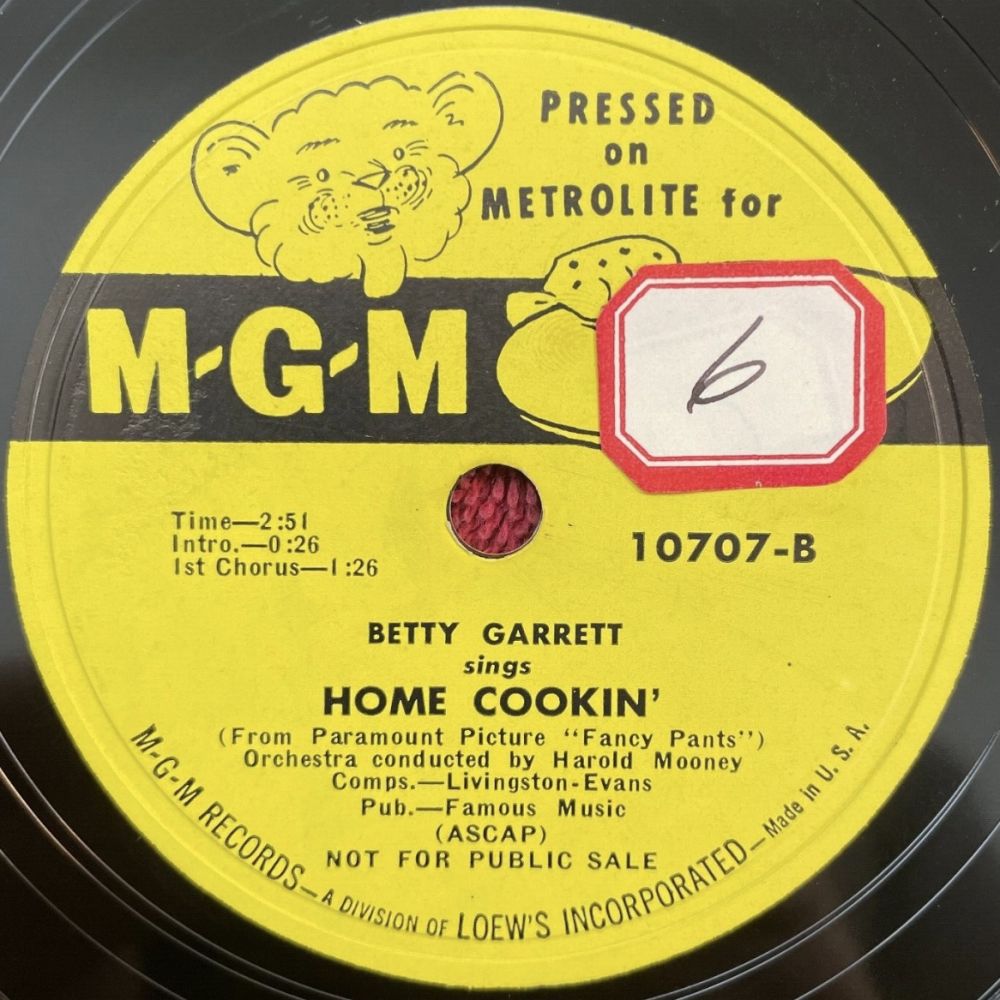 PRESSED
on
METROLITE for
M-G-M
6
Time—2:51
Intro.—0:26
1st Chorus—1:26
10707-B
BETTY GARRETT
sings
HOME COOKIN'
(From Paramount Picture "Fancy Pants")
Orchestra conducted by Harold Mooney
Comps.—Livingston-Evans
Pub.—Famous Music
(ASCAP)
NOT FOR PUBLIC SALE
M-G-M RECORDS—A DIVISION OF LOEW'S INCORPORATED—Made in U. S. A.